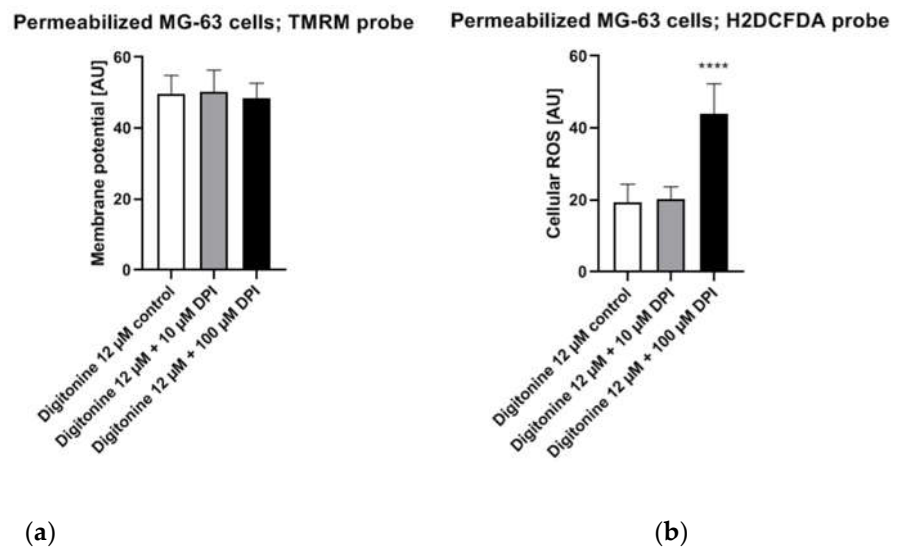 Permeabilized MG-63 cells; TMRM probe
Membrane potential [AU]
60
40
20
0
Digitonine 12 µM control
Digitonine 12 µM + 10 µM DPI
Digitonine 12 µM + 100 µM DPI
(a)
Permeabilized MG-63 cells; H2DCFDA probe
Cellular ROS [AU]
60
40
20
0
****
Digitonine 12 µM control
Digitonine 12 µM + 10 µM DPI
Digitonine 12 µM + 100 µM DPI
(b)